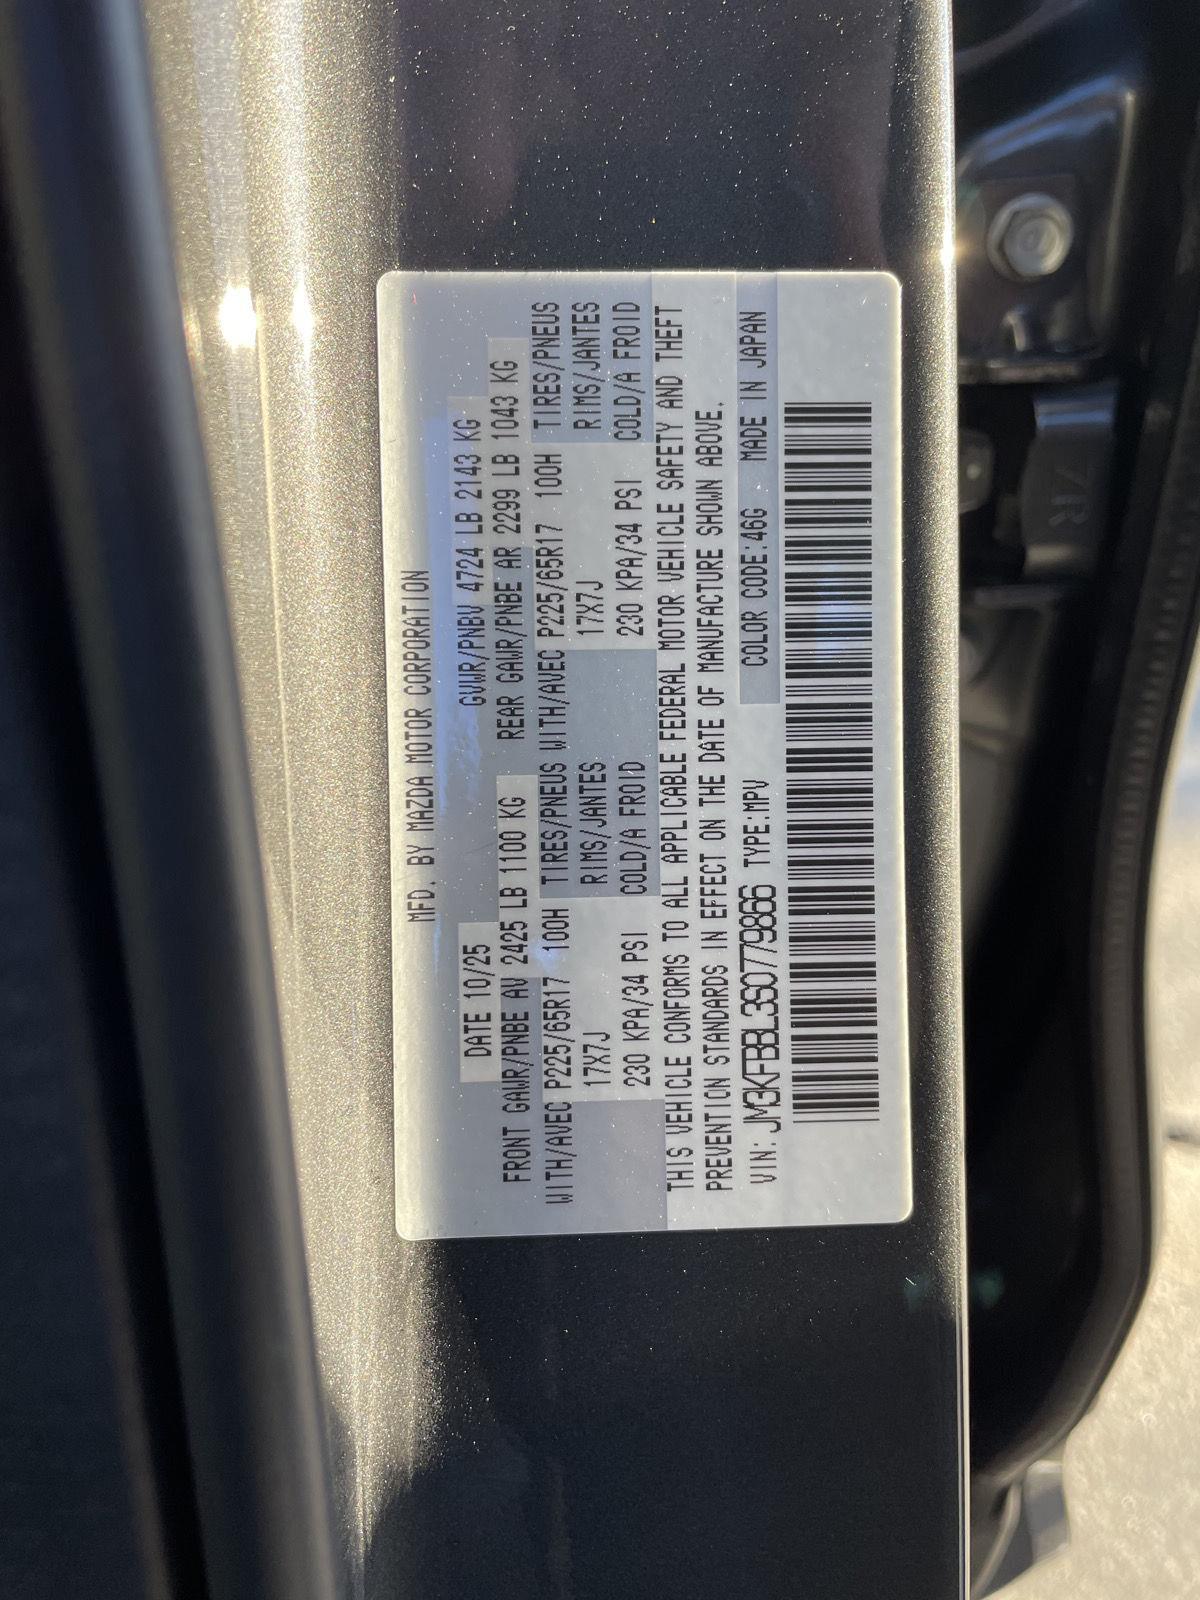 MFD. BY MAZDA MOTOR CORPORATION
DATE 10/25 GVWR/PNBV 4724 LB 2143 KG
FRONT GAWR/PNBE AV 2425 LB 1100 KG REAR GAWR/PNBE AR 2299 LB 1043 KG
WITH/AVEC P225/65R17 100H TIRES/PNEUS WITH/AVEC P225/65R17 100H TIRES/PNEUS
17X7J RIMS/JANTES 17X7J RIMS/JANTES
230 KPA/34 PSI COLD/A FROID 230 KPA/34 PSI COLD/A FROID
THIS VEHICLE CONFORMS TO ALL APPLICABLE FEDERAL MOTOR VEHICLE SAFETY AND THEFT
PREVENTION STANDARDS IN EFFECT ON THE DATE OF MANUFACTURE SHOWN ABOVE.
VIN: JM3KFBBL3S0779866 TYPE:MPV COLOR CODE:46G MADE IN JAPAN
7R